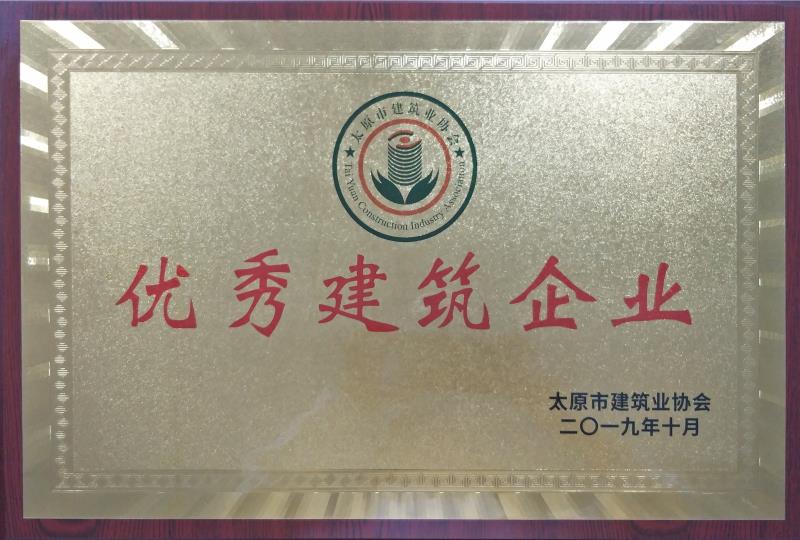 太原市建筑业协会
Tai Yuan Construction Industry Association
优秀建筑企业
太原市建筑业协会
二〇一九年十月